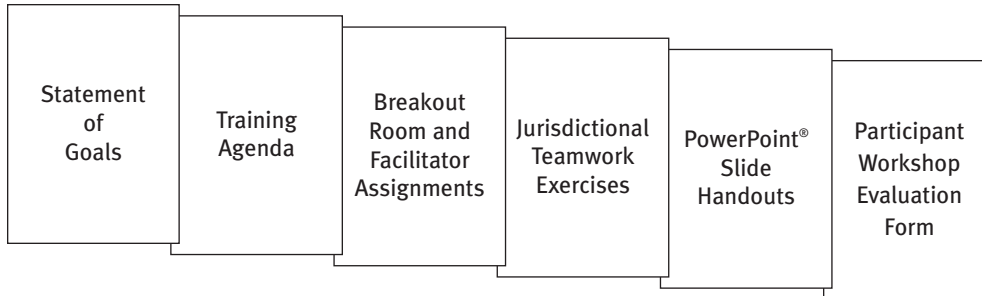 Statement
of
Goals
Training
Agenda
Breakout
Room and
Facilitator
Assignments
Jurisdictional
Teamwork
Exercises
PowerPoint®
Slide
Handouts
Participant
Workshop
Evaluation
Form